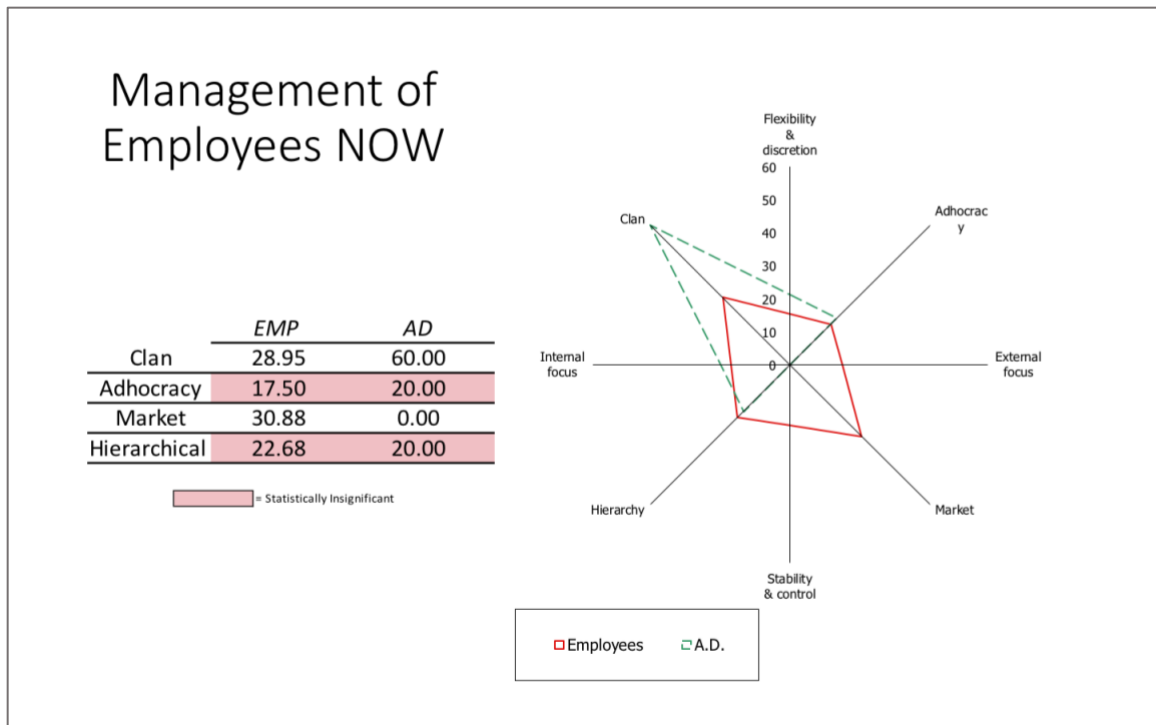 Management of
Employees NOW
EMP AD
Clan 28.95 60.00
Adhocracy 17.50 20.00
Market 30.88 0.00
Hierarchical 22.68 20.00
= Statistically Insignificant
Flexibility
&
discretion
60
50
40
30
20
10
0
Clan
Adhocrac
y
Internal
focus
External
focus
Hierarchy
Market
Stability
& control
Employees A.D.